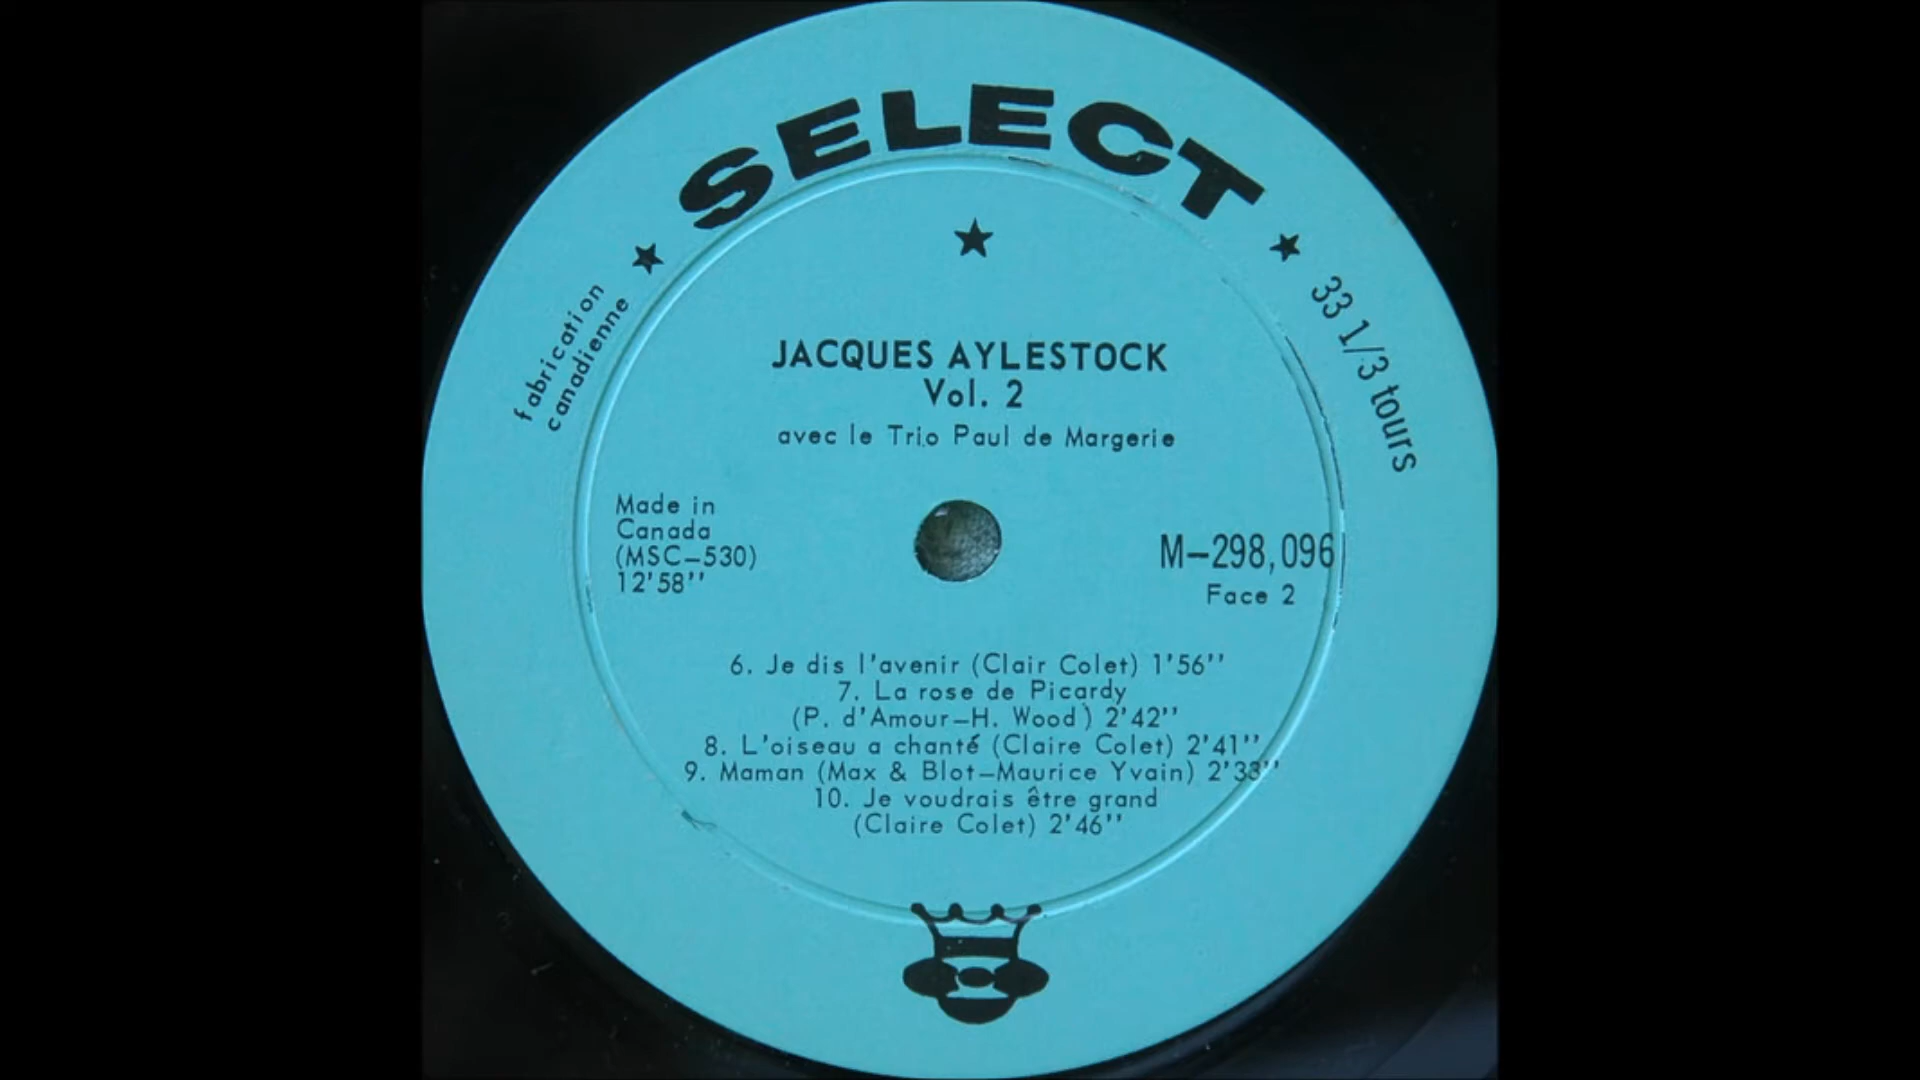 SELECT
fabrication
canadienne
33 1/3 tours
JACQUES AYLESTOCK
Vol. 2
avec le Trio Paul de Margerie
Made in
Canada
(MSC-530)
12'58''
M-298,096
Face 2
6. Je dis l'avenir (Clair Colet) 1'56''
7. La rose de Picardy
(P. d'Amour-H. Wood) 2'42''
8. L'oiseau a chanté (Claire Colet) 2'41''
9. Maman (Max & Blot-Maurice Yvain) 2'33''
10. Je voudrais être grand
(Claire Colet) 2'46''